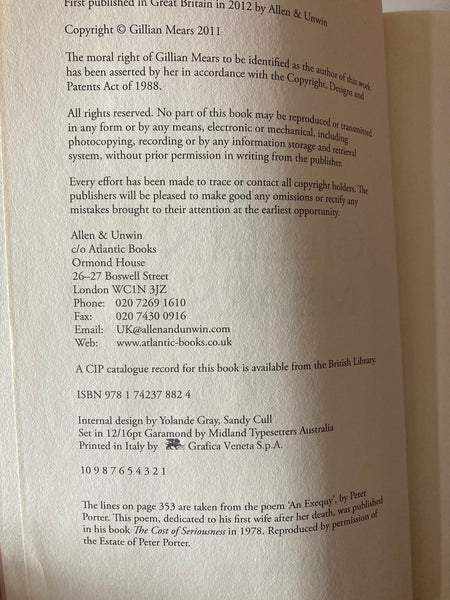 First published in Great Britain in 2012 by Allen & Unwin
Copyright © Gillian Mears 2011
The moral right of Gillian Mears to be identified as the author of this work
has been asserted by her in accordance with the Copyright, Designs and
Patents Act of 1988.
All rights reserved. No part of this book may be reproduced or transmitted
in any form or by any means, electronic or mechanical, including
photocopying, recording or by any information storage and retrieval
system, without prior permission in writing from the publisher.
Every effort has been made to trace or contact all copyright holders. The
publishers will be pleased to make good any omissions or rectify any
mistakes brought to their attention at the earliest opportunity.
Allen & Unwin
c/o Atlantic Books
Ormond House
26–27 Boswell Street
London WC1N 3JZ
Phone: 020 7269 1610
Fax: 020 7430 0916
Email: UK@allenandunwin.com
Web: www.atlantic-books.co.uk
A CIP catalogue record for this book is available from the British Library.
ISBN 978 1 74237 882 4
Internal design by Yolande Gray, Sandy Cull
Set in 12/16pt Garamond by Midland Typesetters Australia
Printed in Italy by Grafica Veneta S.p.A.
10 9 8 7 6 5 4 3 2 1
The lines on page 353 are taken from the poem ‘An Exequy’, by Peter
Porter. This poem, dedicated to his first wife after her death, was published
in his book The Cost of Seriousness in 1978. Reproduced by permission of
the Estate of Peter Porter.